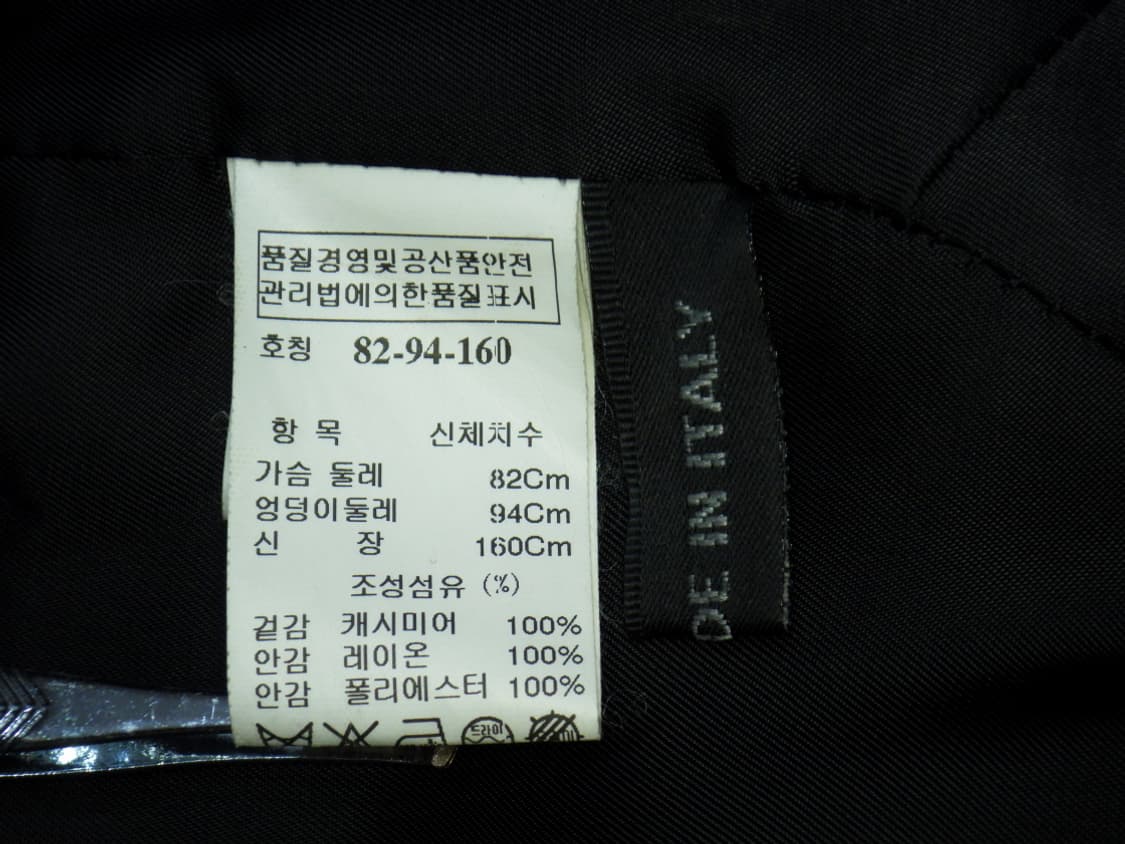 품질경영및공산품안전
관리법에의한품질표시
호칭 82-94-160
항 목 신체치수
가슴 둘레 82Cm
엉덩이둘레 94Cm
신 장 160Cm
조성섬유 (%)
겉감 캐시미어 100%
안감 레이온 100%
안감 폴리에스터 100%
드라이
DE IN ITALY